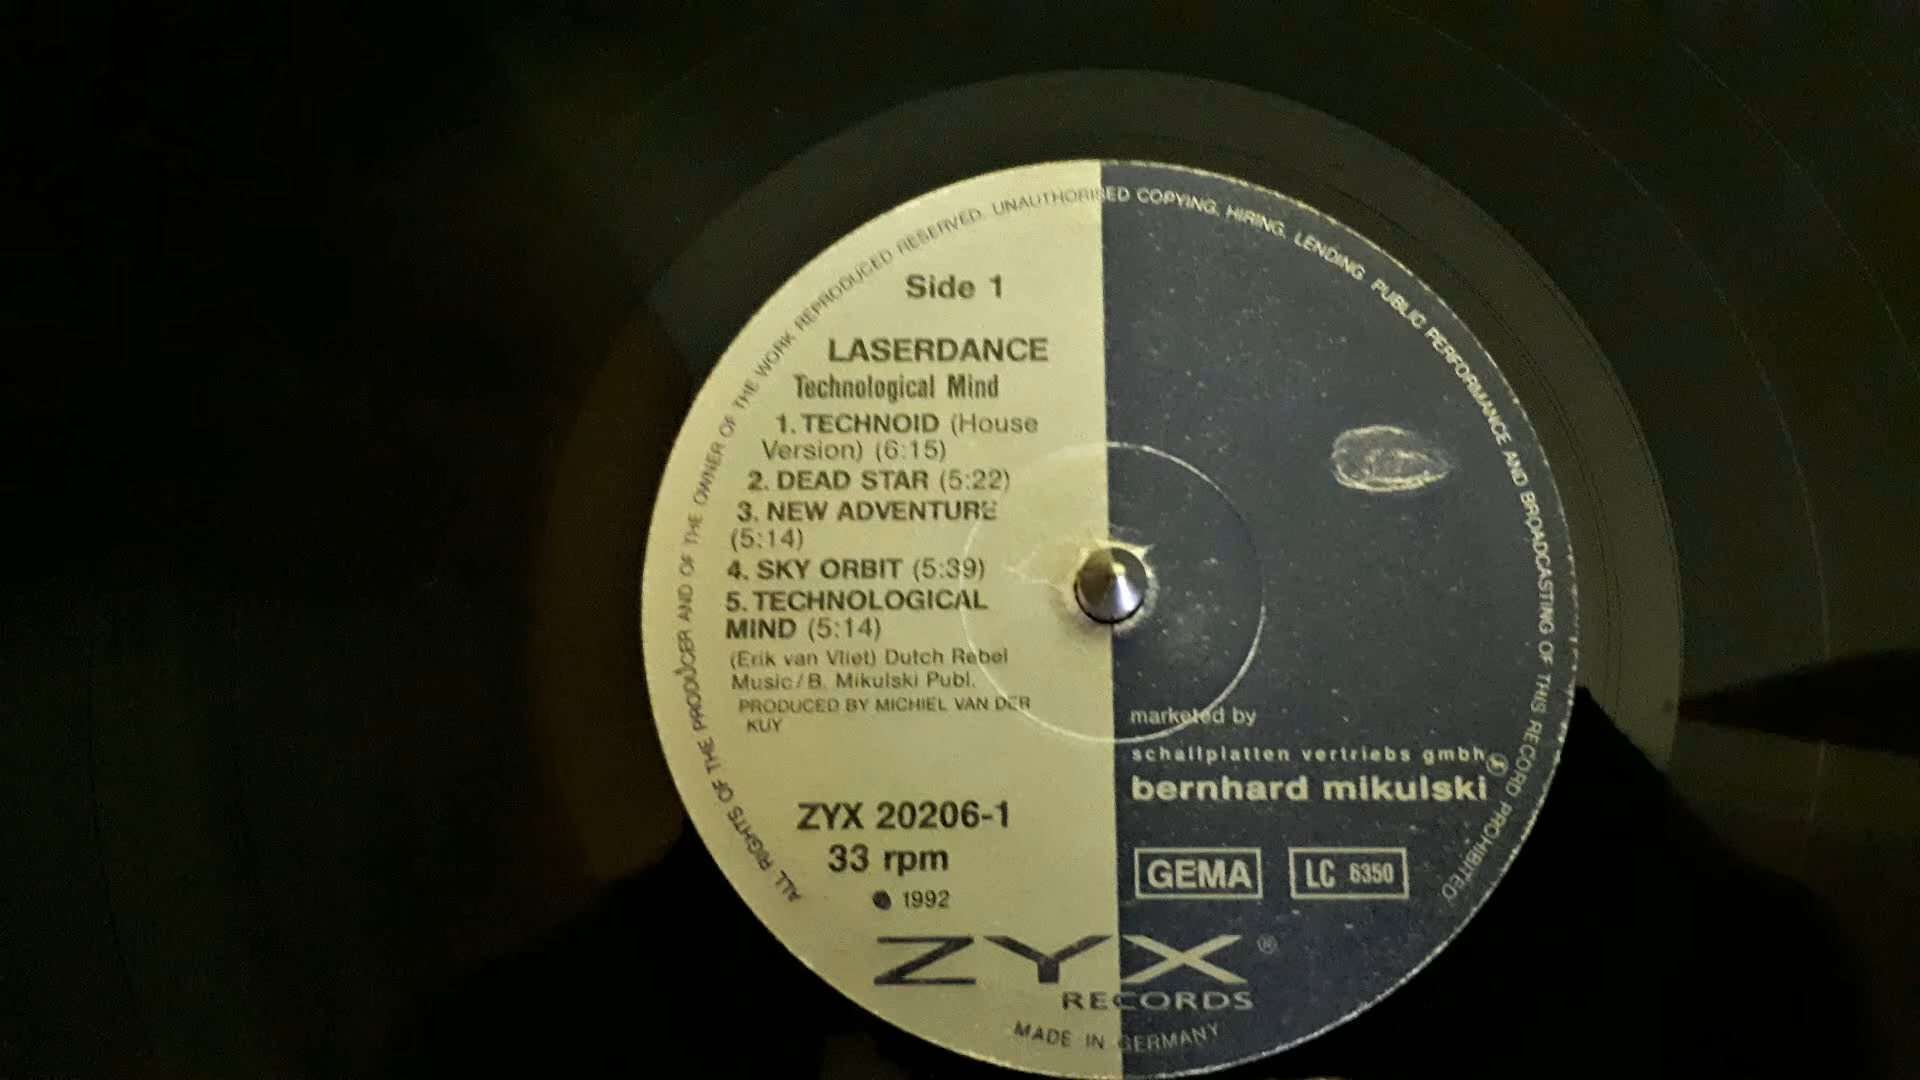 ALL RIGHTS OF THE PRODUCER AND OF THE OWNER OF THE WORK REPRODUCED RESERVED. UNAUTHORISED COPYING, HIRING, LENDING PUBLIC PERFORMANCE AND BROADCASTING OF THIS RECORD PROHIBITED
Side 1
LASERDANCE
Technological Mind
1. TECHNOID (House
Version) (6:15)
2. DEAD STAR (5:22)
3. NEW ADVENTURE
(5:14)
4. SKY ORBIT (5:39)
5. TECHNOLOGICAL
MIND (5:14)
(Erik van Vliet) Dutch Rebel
Music/B. Mikulski Publ.
PRODUCED BY MICHIEL VAN DER
KUY
marketed by
schallplatten vertriebs gmbh
bernhard mikulski
ZYX 20206-1
33 rpm
1992
GEMA
LC 6350
ZYX ®
RECORDS
MADE IN GERMANY